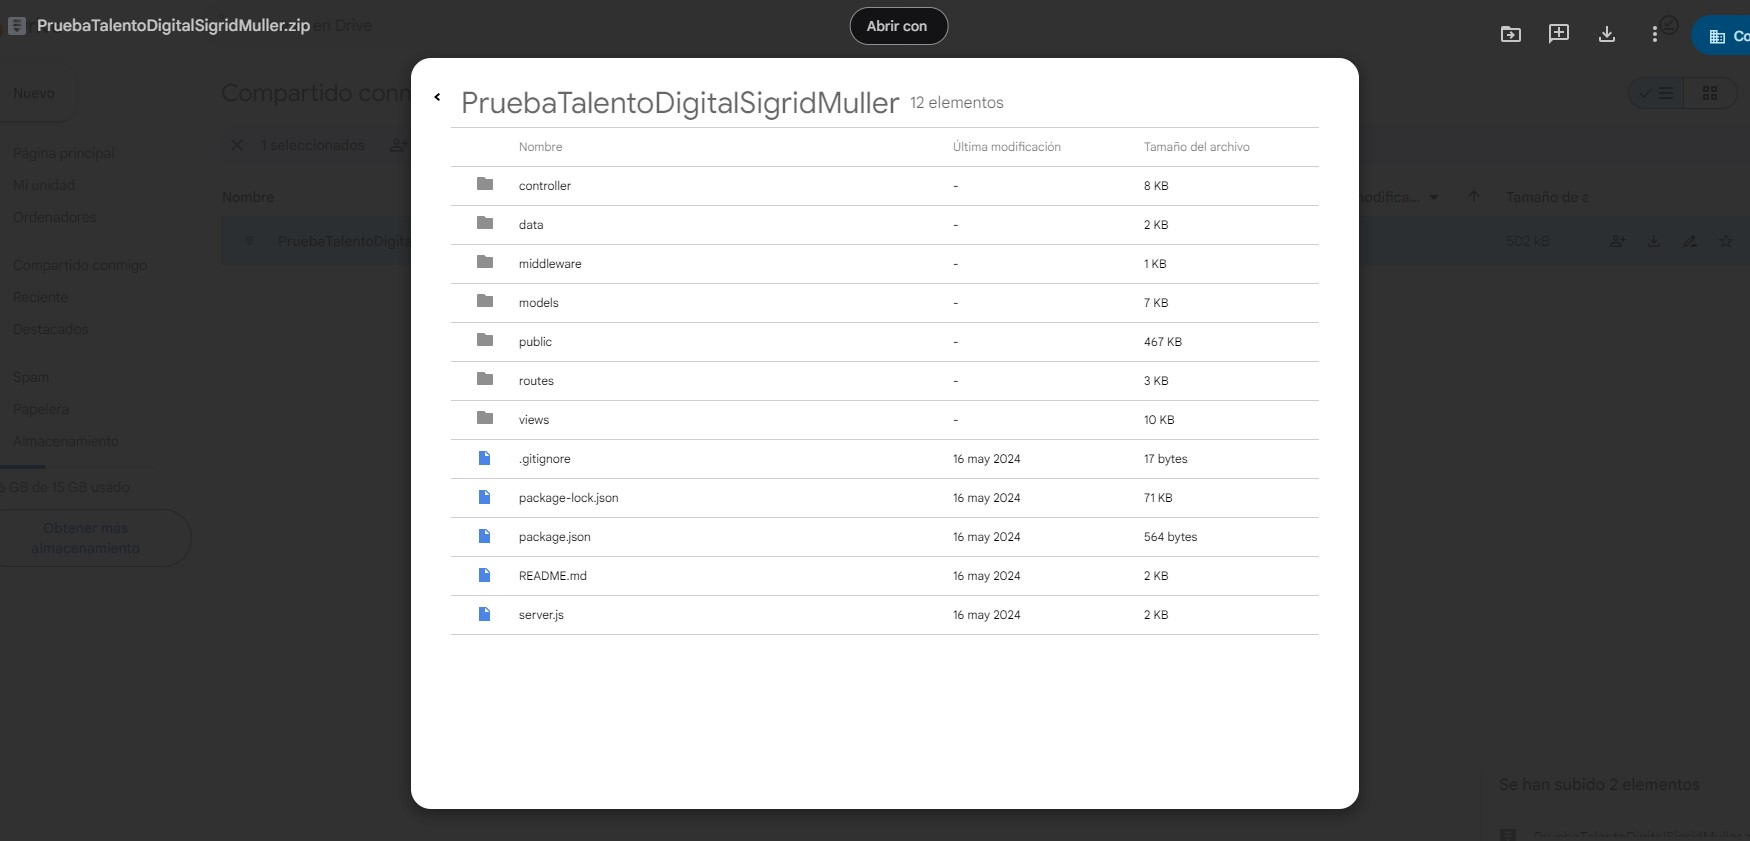 PruebaTalentoDigitalSigridMuller.zip
en Drive
Abrir con
Co
Nuevo
Compartido conm
1 seleccionados
Página principal
Mi unidad
Ordenadores
Compartido conmigo
Reciente
Destacados
Spam
Papelera
Almacenamiento
GB de 15 GB usado
Obtener más
almacenamiento
Nombre
PruebaTalentoDigita
odifica...
Tamaño de a
502 kB
PruebaTalentoDigitalSigridMuller 12 elementos
Nombre Última modificación Tamaño del archivo
controller - 8 KB
data - 2 KB
middleware - 1 KB
models - 7 KB
public - 467 KB
routes - 3 KB
views - 10 KB
.gitignore 16 may 2024 17 bytes
package-lock.json 16 may 2024 71 KB
package.json 16 may 2024 564 bytes
README.md 16 may 2024 2 KB
server.js 16 may 2024 2 KB
Se han subido 2 elementos